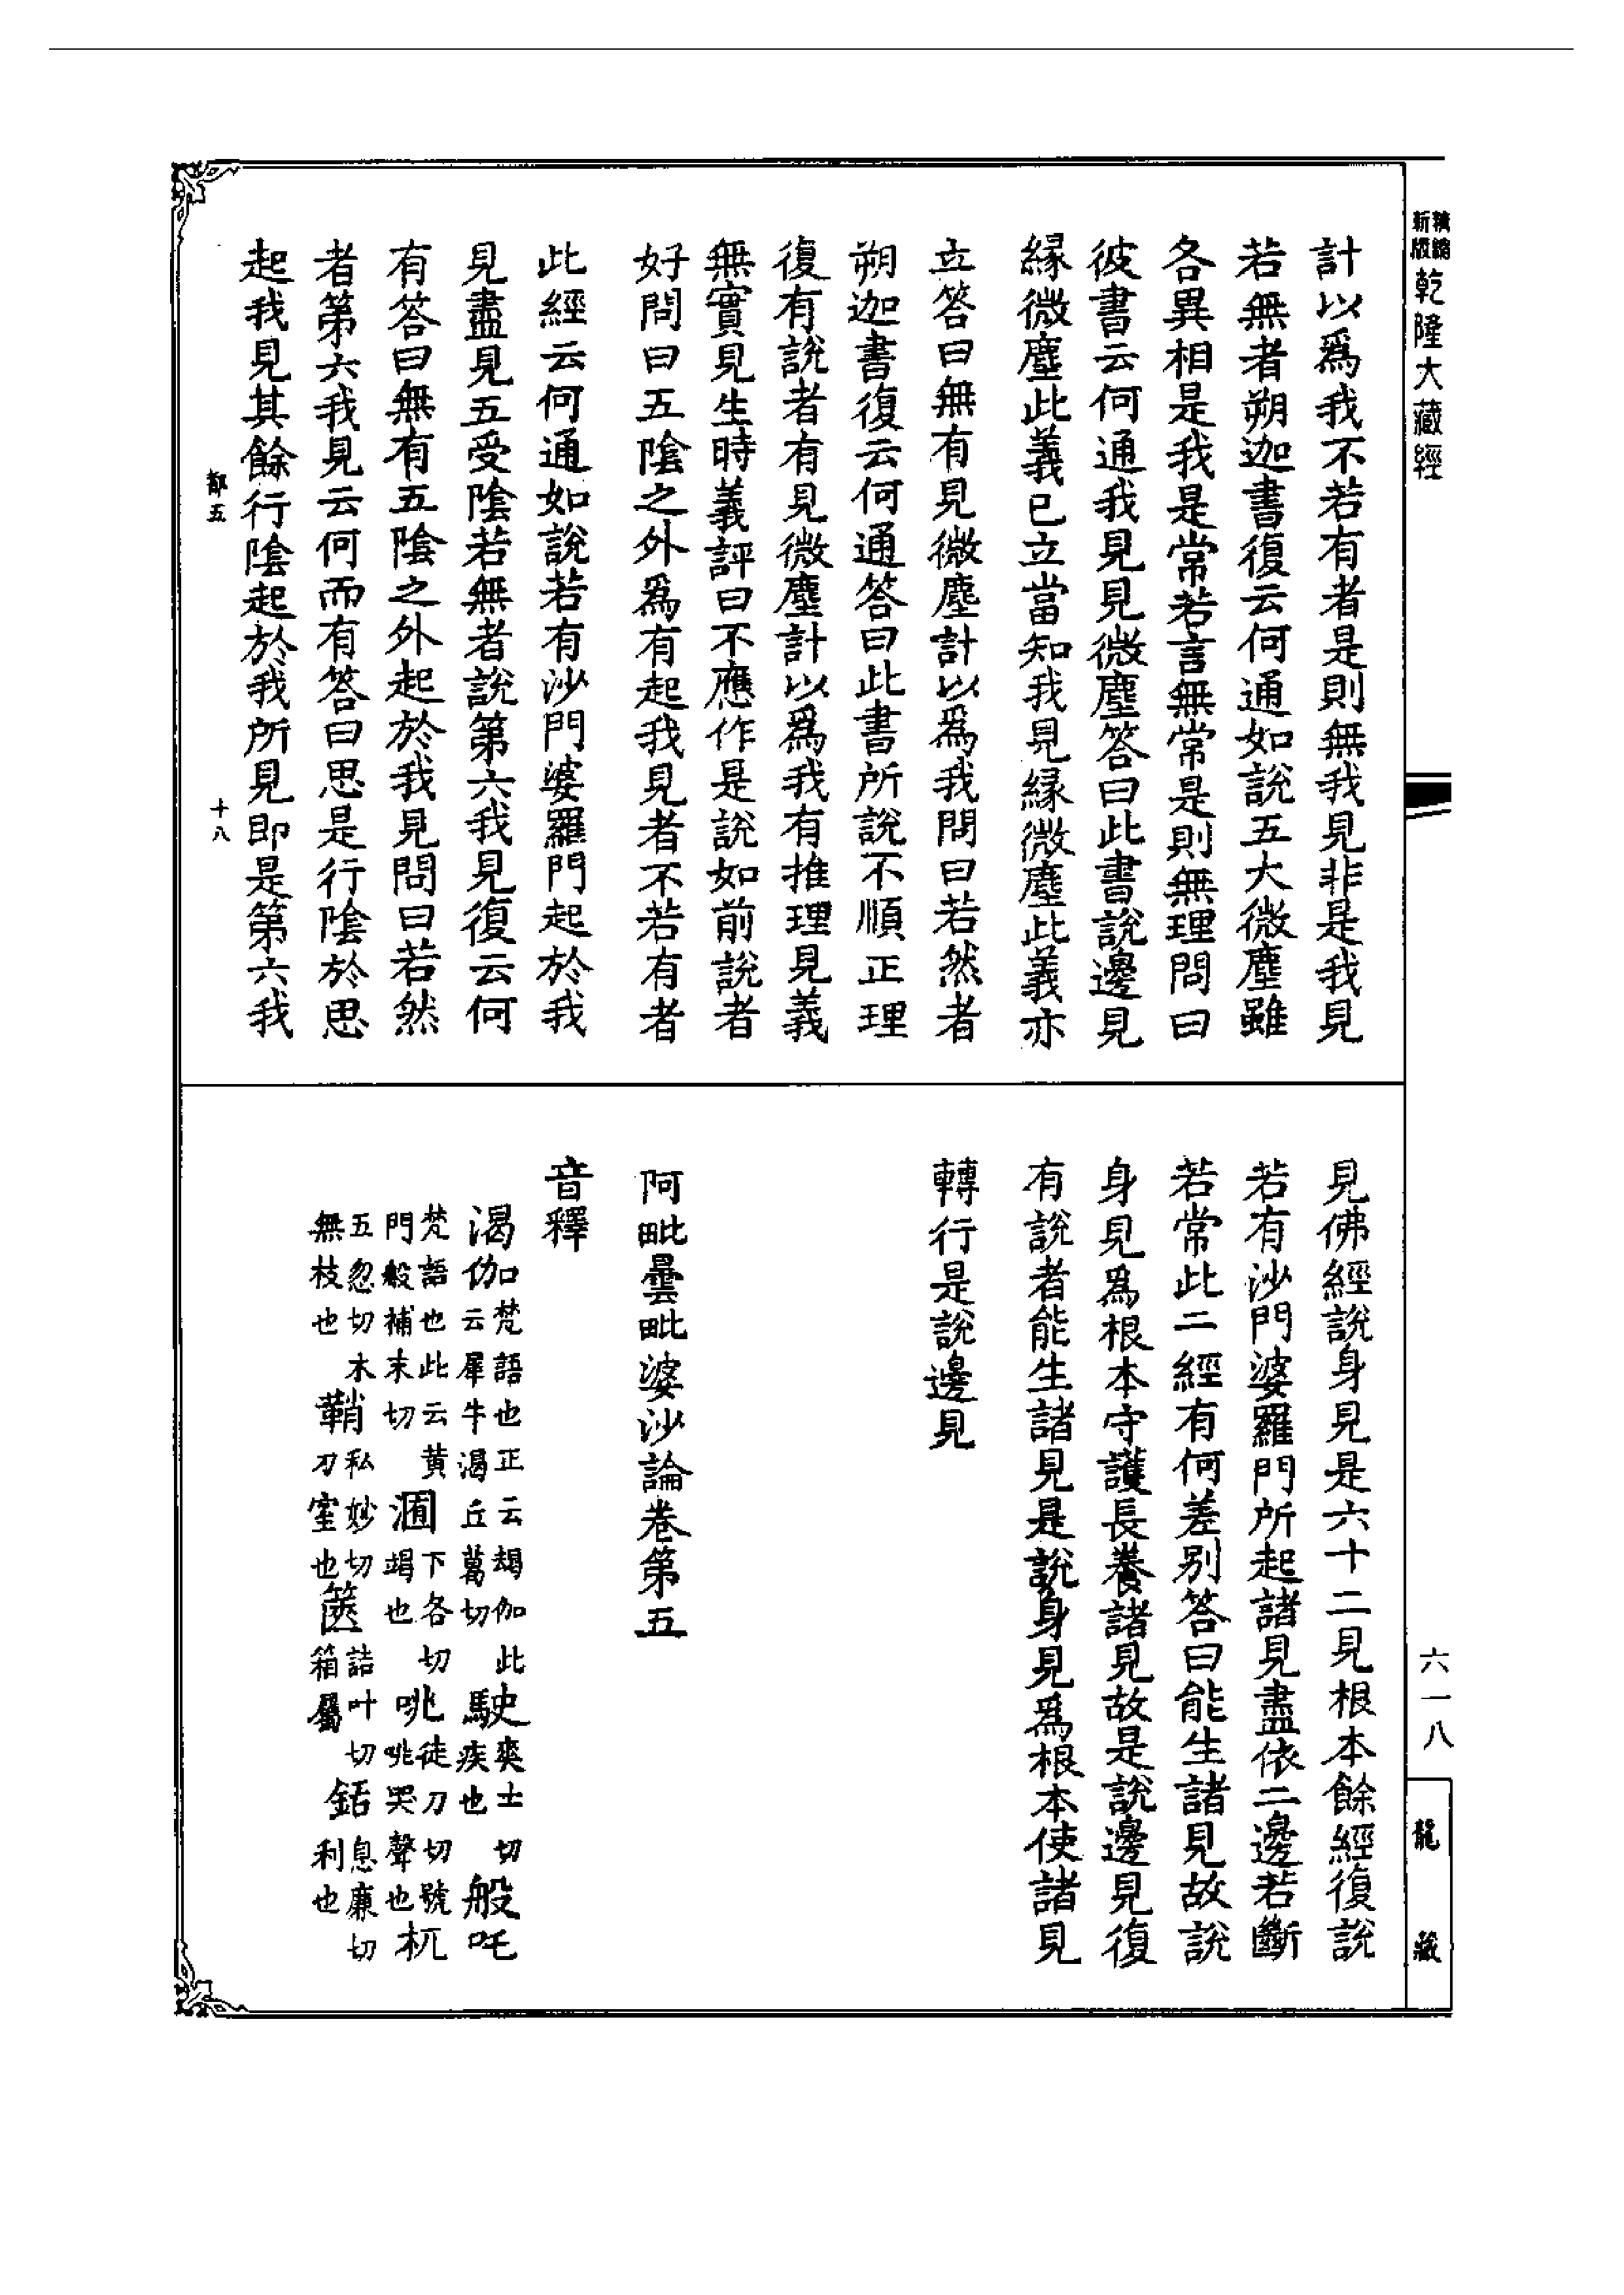 新版精縮
乾隆大藏經
計以爲我不若有者是則無我見非是我見
若無者朔迦書復云何通如說五大微塵雖
各異相是我是常若言無常是則無理問曰
彼書云何通我見見微塵答曰此書說邊見
緣微塵此義已立當知我見緣微塵此義亦
立答曰無有見微塵計以爲我問曰若然者
朔迦書復云何通答曰此書所說不順正理
復有說者有見微塵計以爲我有推理見義
無實見生時義評曰不應作是說如前說者
好問曰五陰之外爲有起我見者不若有者
此經云何通如說若有沙門婆羅門起於我
見盡見五受陰若無者說第六我見復云何
有答曰無有五陰之外起於我見問曰若然
者第六我見云何而有答曰思是行陰於思
起我見其餘行陰起於我所見即是第六我
都五
十八
見佛經說身見是六十二見根本餘經復說
若有沙門婆羅門所起諸見盡依二邊若斷
若常此二經有何差别答曰能生諸見故說
身見爲根本守護長養諸見故是說邊見復
有說者能生諸見是說身見爲根本使諸見
轉行是說邊見
阿毗曇毗婆沙論卷第五
音釋
渴伽梵語也正云朅伽此云犀牛渴丘葛切
駛爽士切疾也
般吒梵語也此云黄門般補末切
涸下各切竭也
咷徒刀切號咷哭聲也
杌五忽切木無枝也
鞘私妙切刀室也
篋詰叶切箱屬
銛息廉切利也
六一八
龍藏